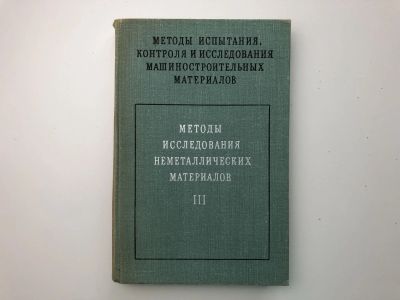 МЕТОДЫ ИСПЫТАНИЯ,
КОНТРОЛЯ И ИССЛЕДОВАНИЯ
МАШИНОСТРОИТЕЛЬНЫХ
МАТЕРИАЛОВ
МЕТОДЫ
ИССЛЕДОВАНИЯ
НЕМЕТАЛЛИЧЕСКИХ
МАТЕРИАЛОВ
III